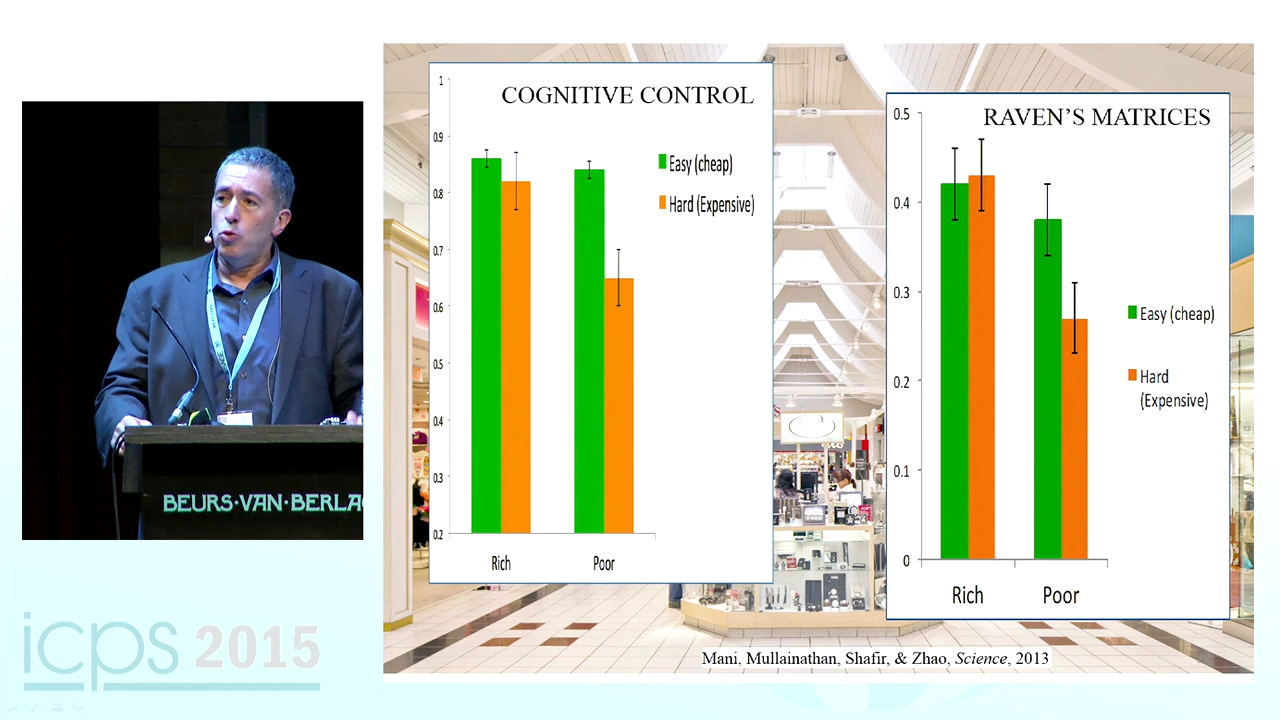 COGNITIVE CONTROL
1
0.9
0.8
0.7
0.6
0.5
0.4
0.3
0.2
Easy (cheap)
Hard (Expensive)
Rich
Poor
RAVEN’S MATRICES
0.5
0.4
0.3
0.2
0.1
0
Easy (cheap)
Hard
(Expensive)
Rich
Poor
Mani, Mullainathan, Shafir, & Zhao, Science, 2013
BEURS·VAN·BERLA
icps 2015